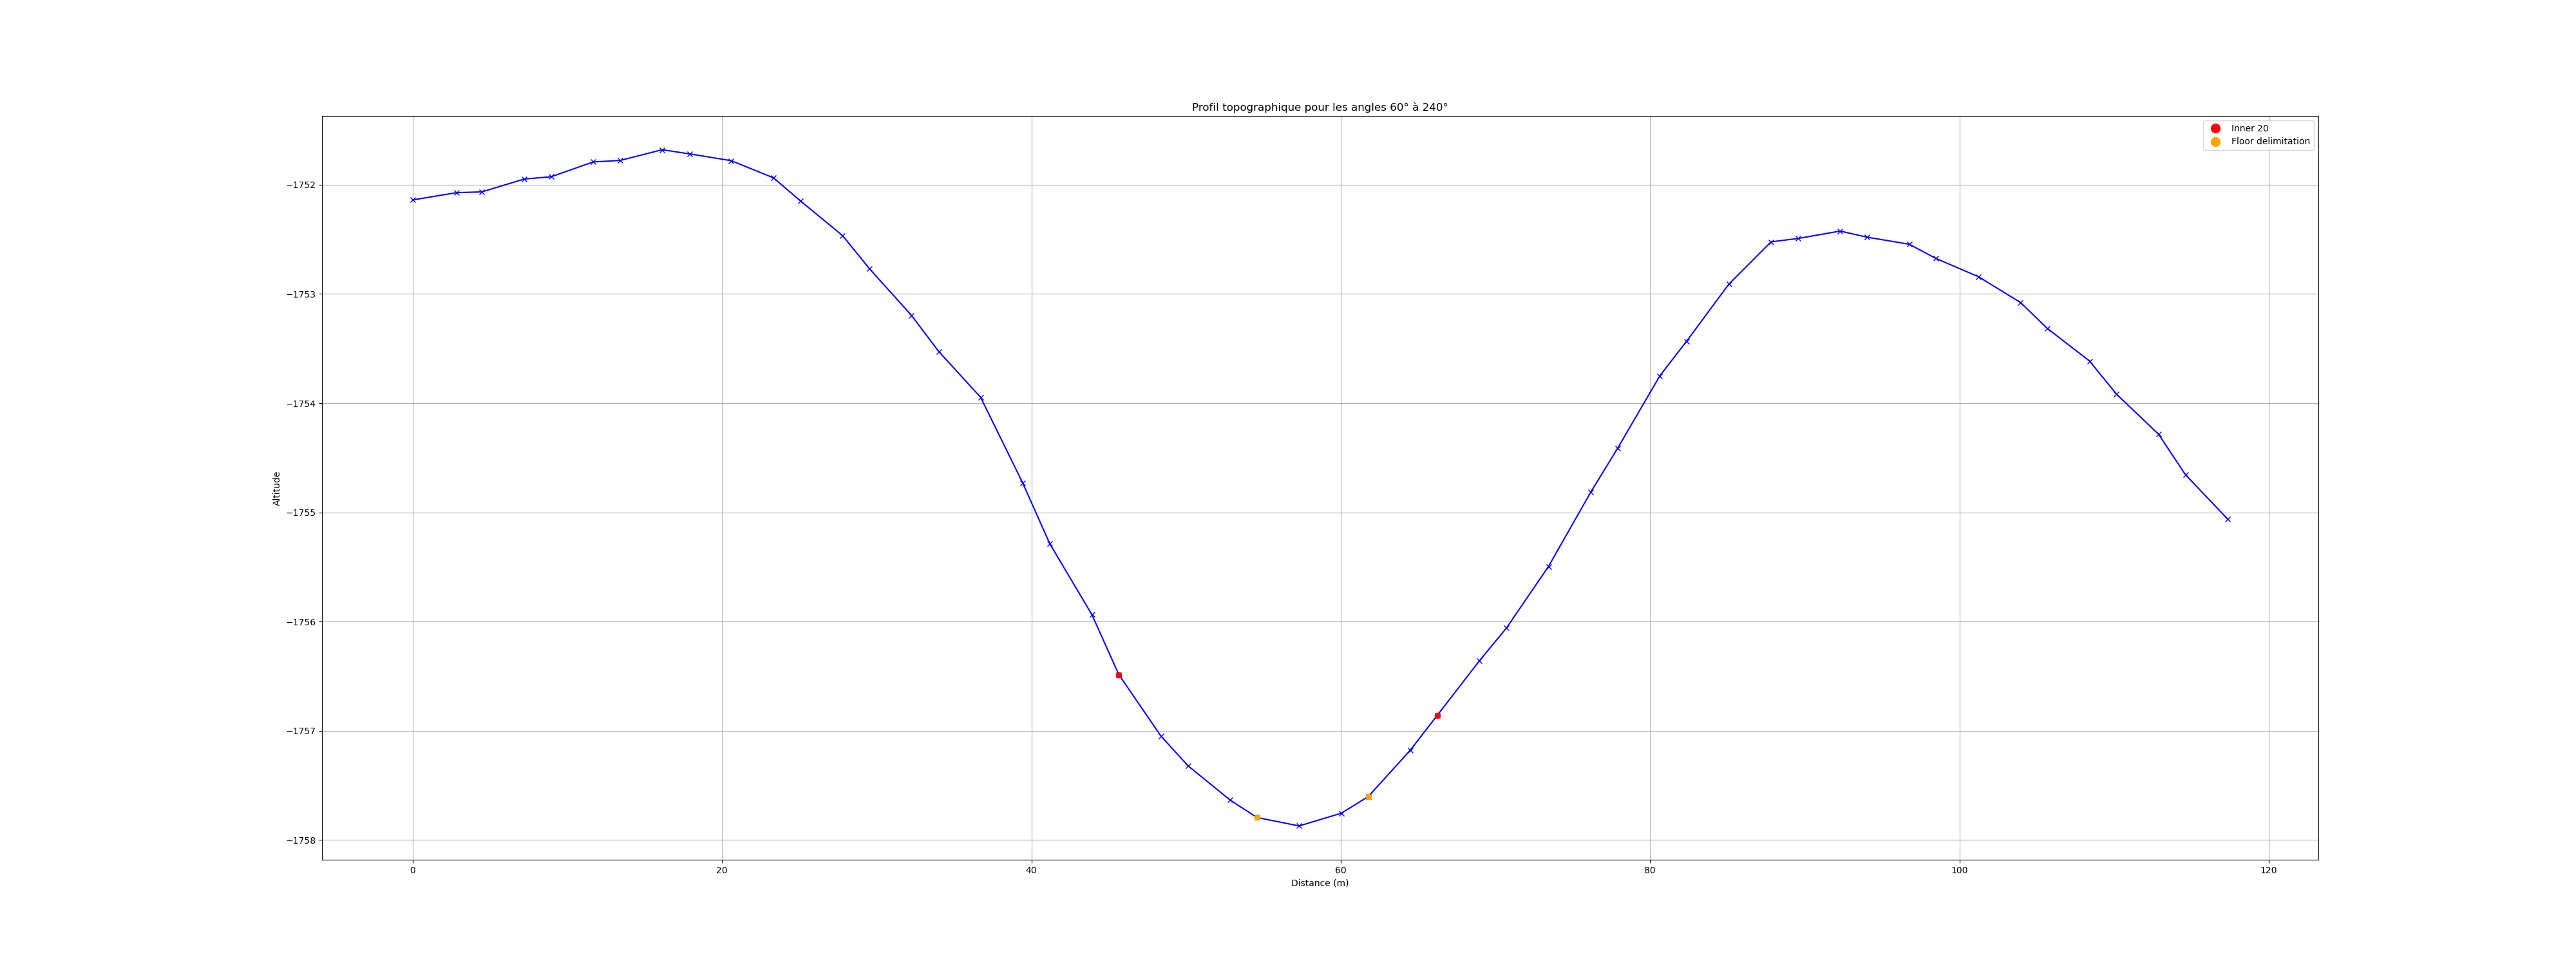 Profil topographique pour les angles 60° à 240°
Inner 20
Floor delimitation
Altitude
−1752
−1753
−1754
−1755
−1756
−1757
−1758
0 20 40 60 80 100 120
Distance (m)